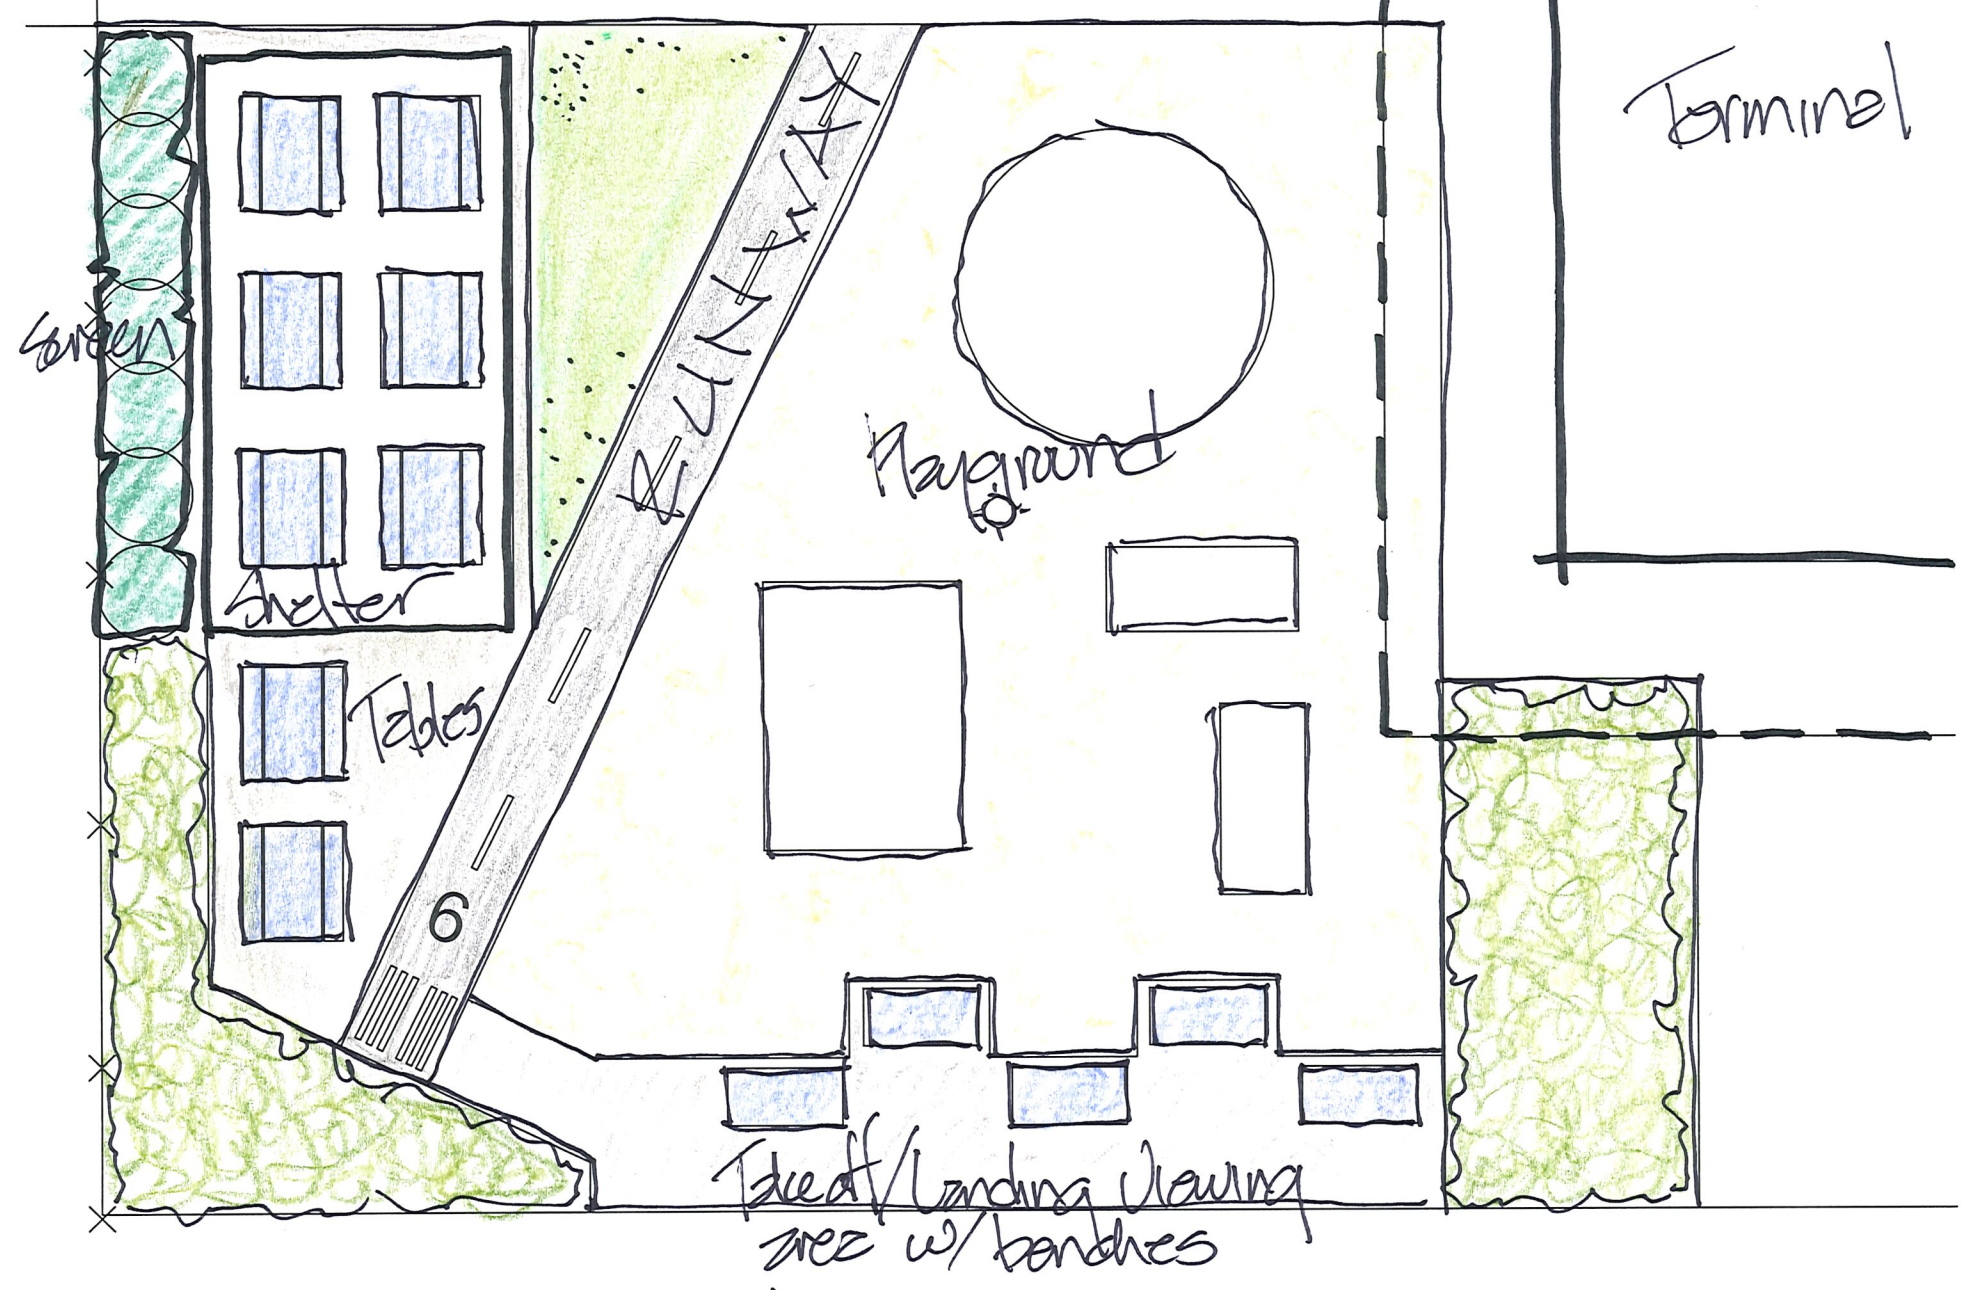 Terminal
RUNWAY
Screen
Playground
Shelter
Tables
6
Takeoff/Landing Viewing
area w/ benches